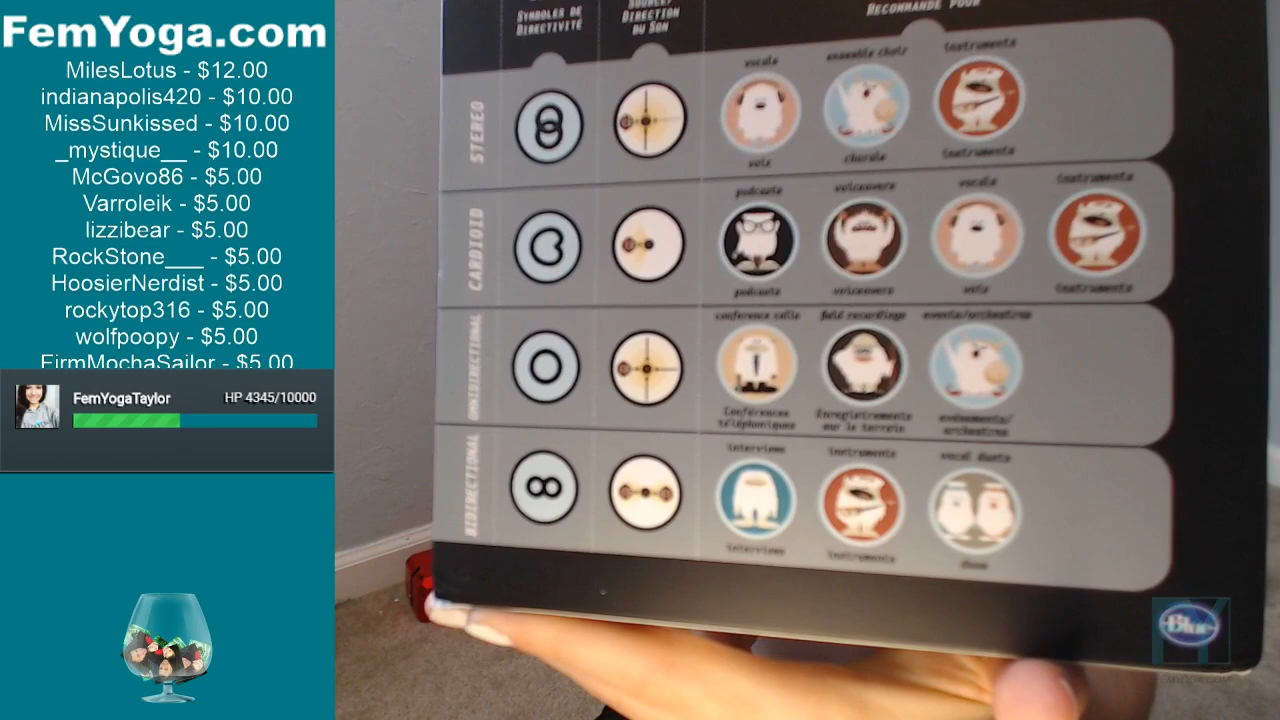 FemYoga.com
MilesLotus - $12.00
indianapolis420 - $10.00
MissSunkissed - $10.00
_mystique__ - $10.00
McGovo86 - $5.00
Varroleik - $5.00
lizzibear - $5.00
RockStone___ - $5.00
HoosierNerdist - $5.00
rockytop316 - $5.00
wolfpoopy - $5.00
FirmMochaSailor - $5.00
FemYogaTaylor HP 4345/10000
SYMBOLES DE
DIRECTIVITÉ
SOURCE/
DIRECTION
DU SON
RECOMMANDÉ POUR
STEREO
vocals ensemble choir instruments
voix chorale instruments
CARDIOID
podcasts voiceovers vocals instruments
podcasts voiceovers voix instruments
OMNIDIRECTIONAL
conference calls field recordings events/orchestras
Conférences
téléphoniques
Enregistrements
sur le terrain
événements/
orchestres
BIDIRECTIONAL
interviews instruments vocal duets
interviews instruments duos
Blue